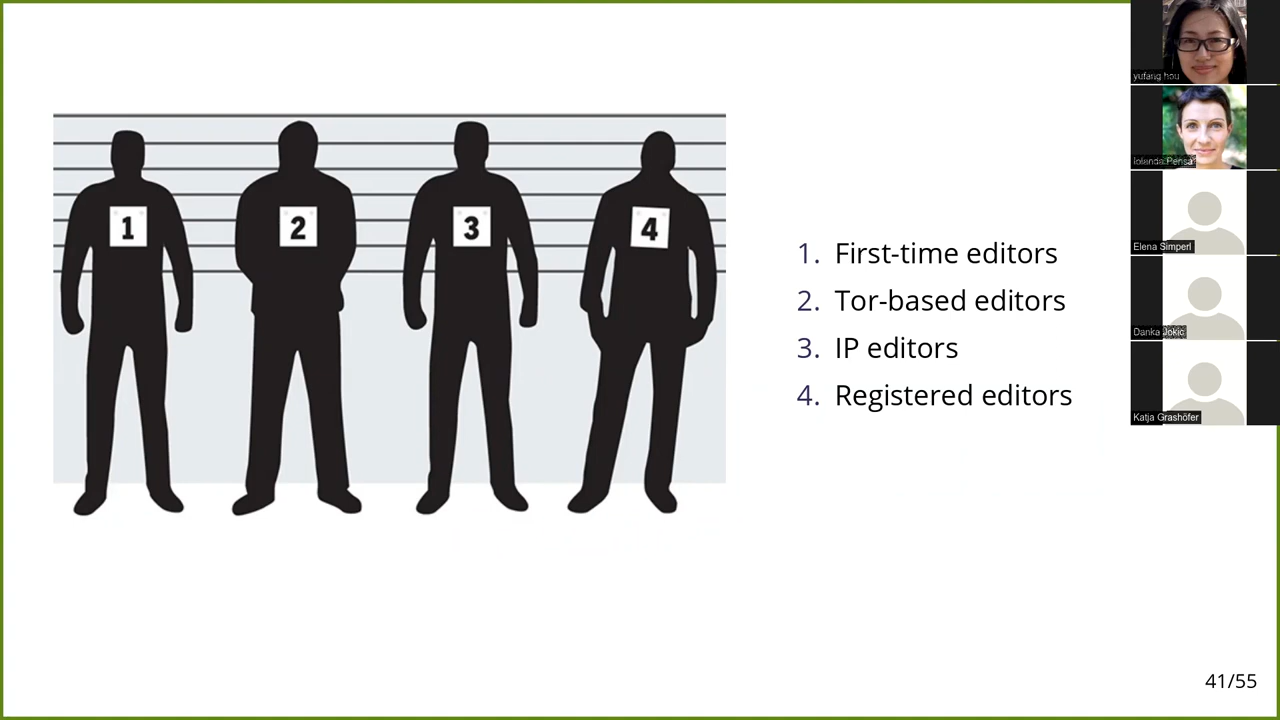 1
2
3
4
1. First-time editors
2. Tor-based editors
3. IP editors
4. Registered editors
yufang hou
Iolanda Pensa
Elena Simperl
Danka Jokic
Katja Grashöfer
41/55